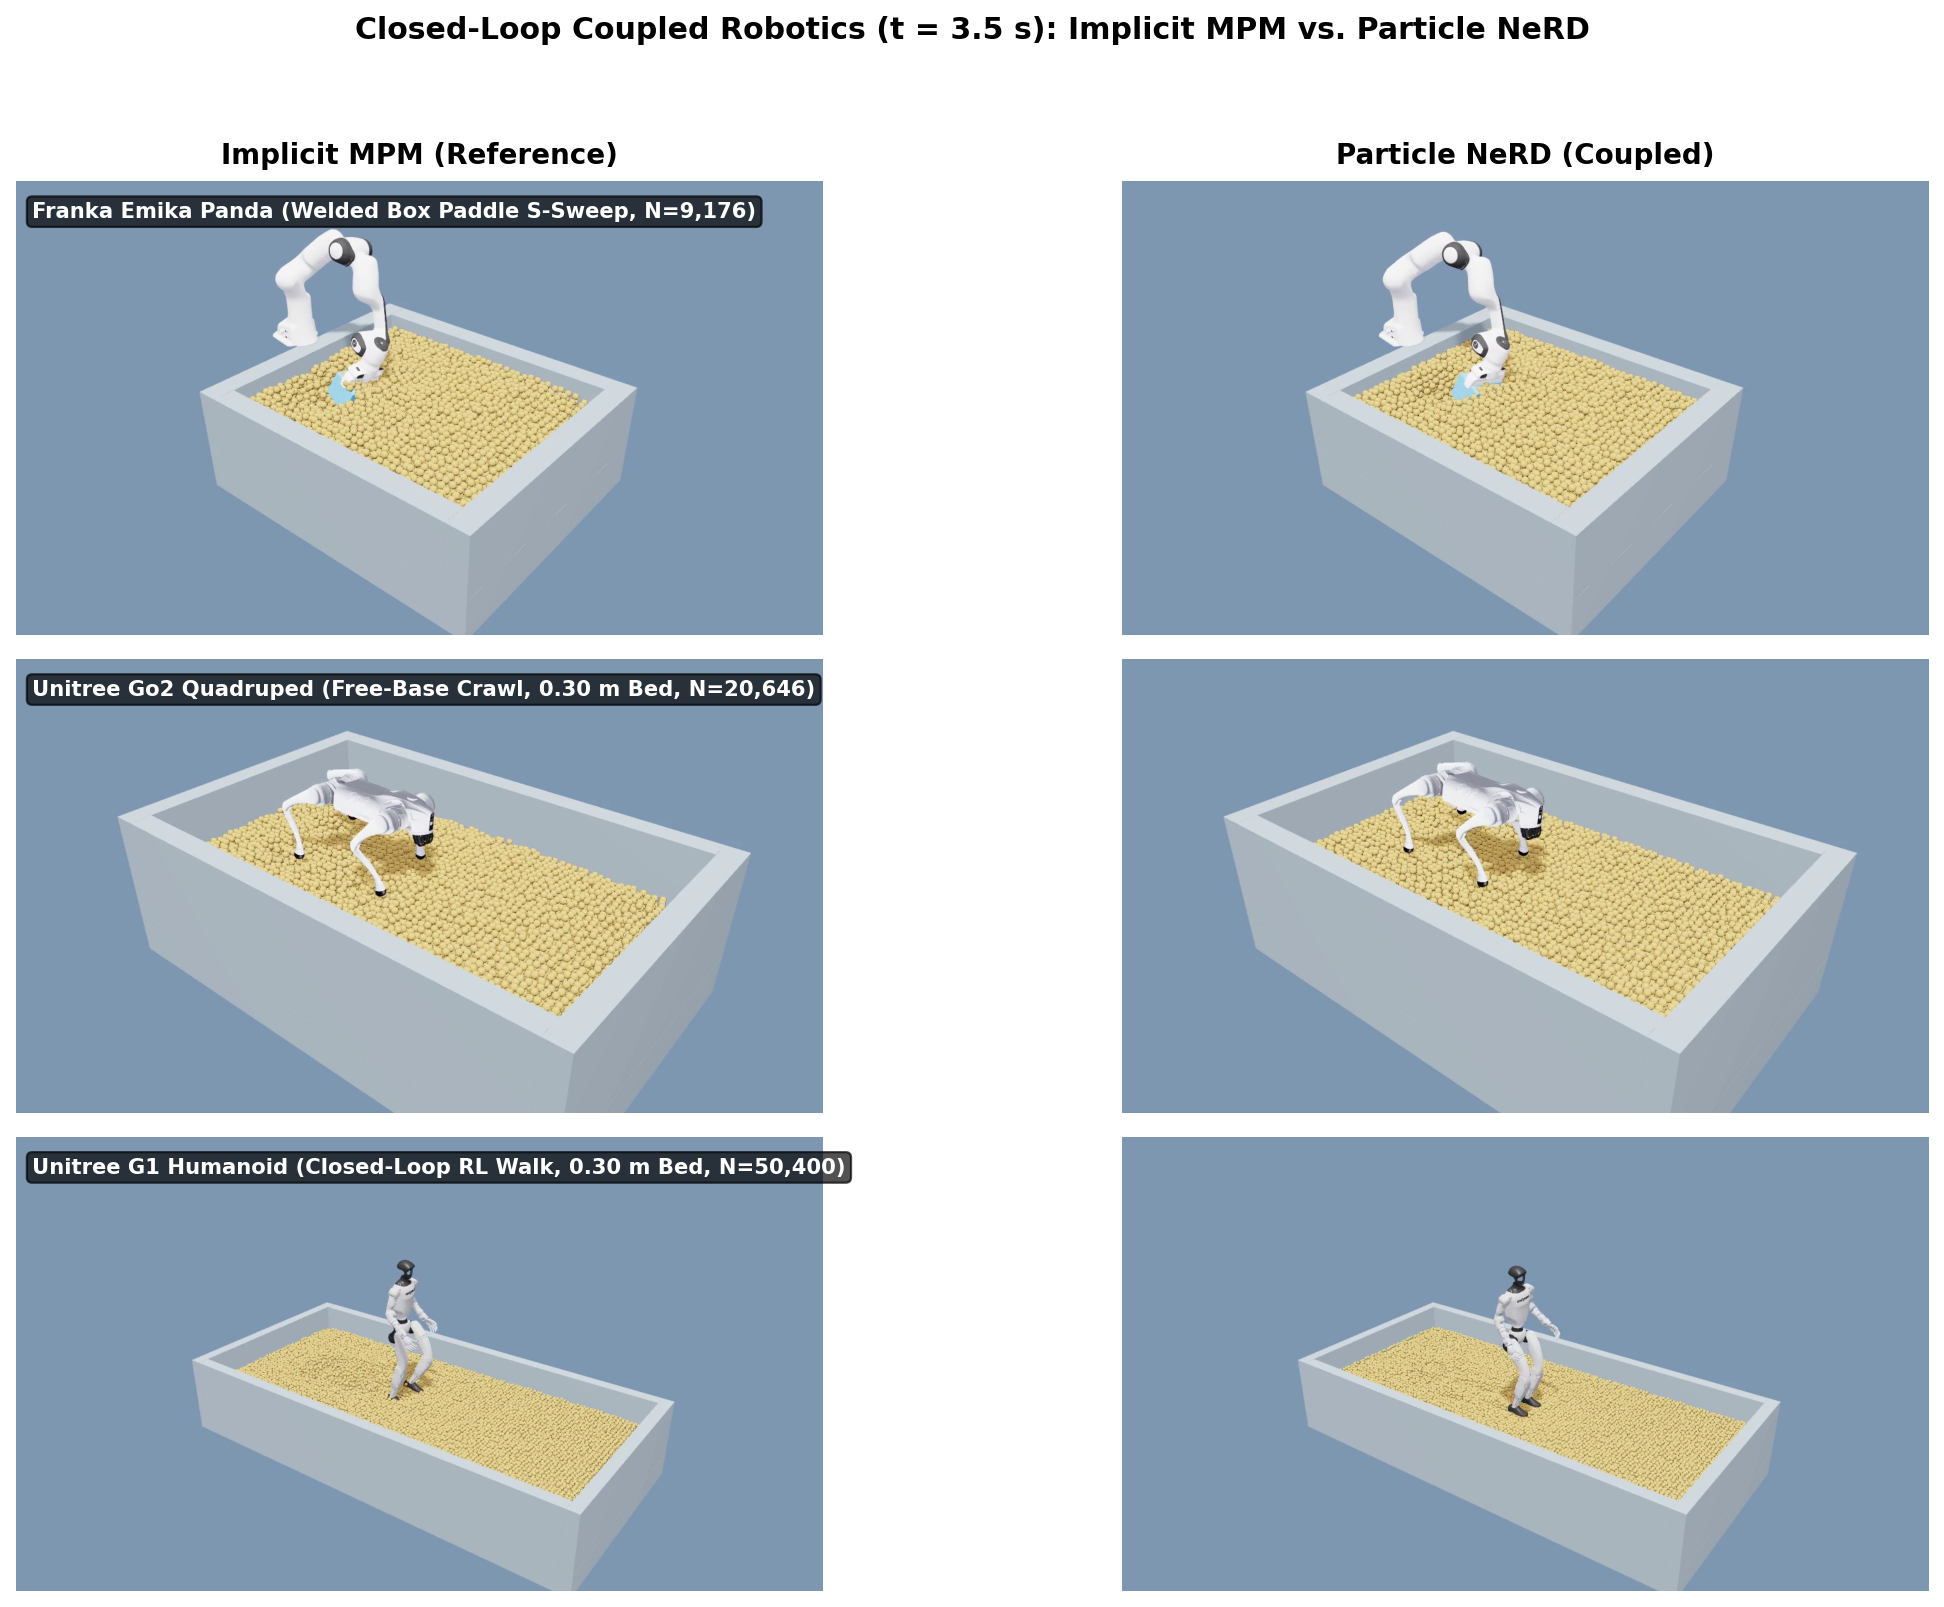 Closed-Loop Coupled Robotics (t = 3.5 s): Implicit MPM vs. Particle NeRD
Implicit MPM (Reference)
Particle NeRD (Coupled)
Franka Emika Panda (Welded Box Paddle S-Sweep, N=9,176)
Unitree Go2 Quadruped (Free-Base Crawl, 0.30 m Bed, N=20,646)
Unitree G1 Humanoid (Closed-Loop RL Walk, 0.30 m Bed, N=50,400)